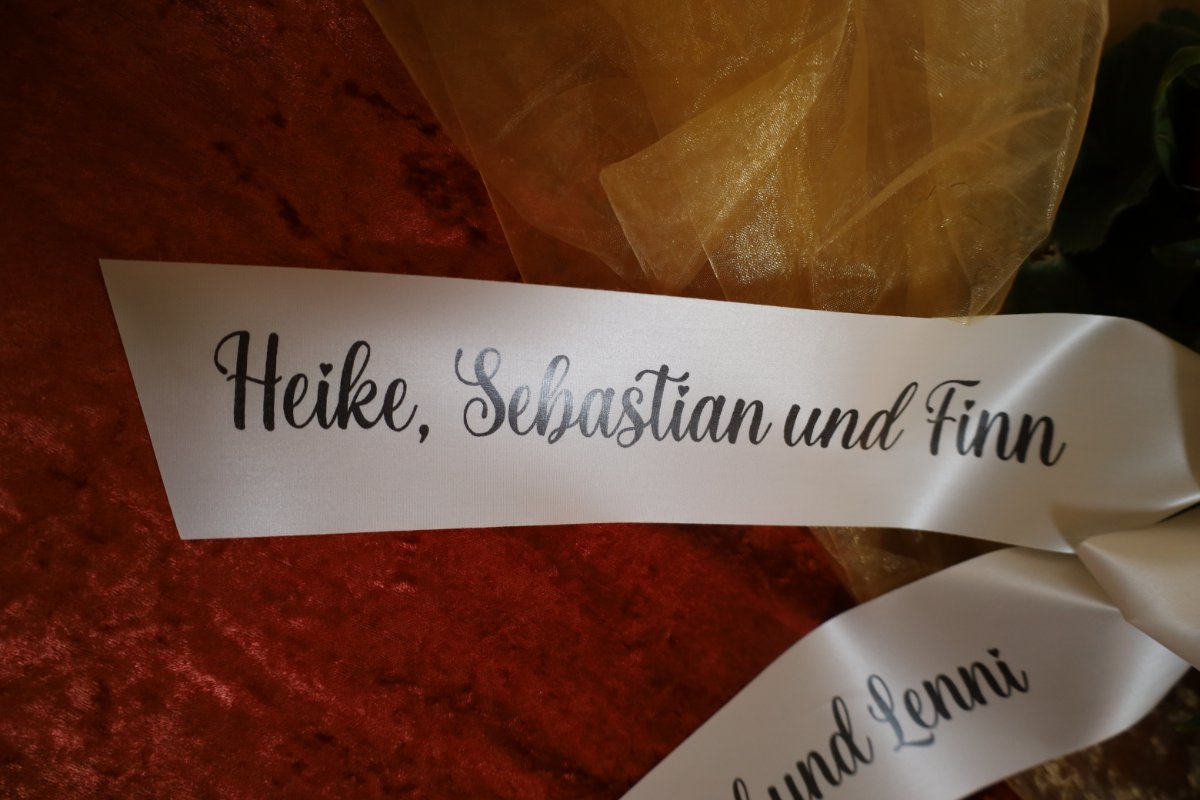 Heike, Sebastian und Finn
und Lenni